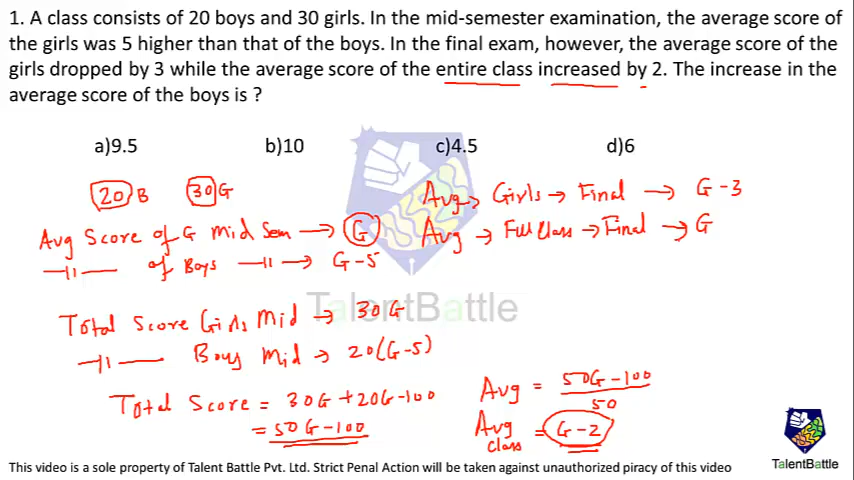 1. A class consists of 20 boys and 30 girls. In the mid-semester examination, the average score of
the girls was 5 higher than that of the boys. In the final exam, however, the average score of the
girls dropped by 3 while the average score of the entire class increased by 2. The increase in the
average score of the boys is ?
a)9.5 b)10 c)4.5 d)6
20 B 30 G
Avg → Girls → Final → G-3
Avg Score of G Mid Sem → G
Avg → Full Class → Final → G
—11— of Boys —11→ G-5
TalentBattle
Total Score Girls Mid → 30G
—11— Boys Mid → 20(G-5)
Total Score = 30G + 20G-100
= 50G-100
Avg = 50G-100
50
Avg class = G-2
TalentBattle
This video is a sole property of Talent Battle Pvt. Ltd. Strict Penal Action will be taken against unauthorized piracy of this video